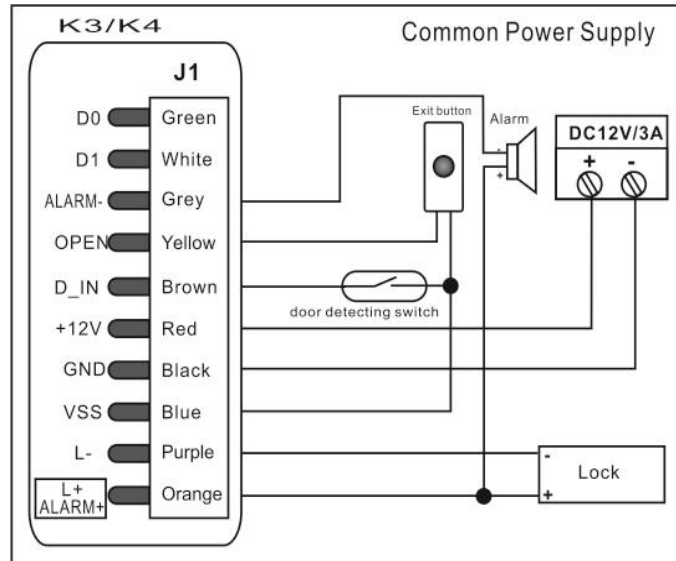 K3/K4
Common Power Supply
J1
Exit button
Alarm
DC12V/3A
+ -
D0 Green
D1 White
ALARM- Grey
-
+
OPEN Yellow
D_IN Brown
door detecting switch
+12V Red
GND Black
VSS Blue
L- Purple
-
Lock
L+
ALARM+
Orange
+